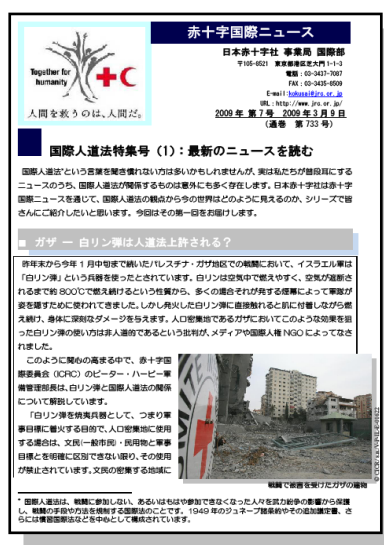 赤十字国際ニュース
Together for humanity
人間を救うのは、人間だ。
日本赤十字社 事業局 国際部
〒105-8521 東京都港区芝大門1-1-3
電話：03-3437-7087
FAX：03-3435-8509
E-mail:kokusai@jrc.or.jp
URL：http://www.jrc.or.jp/
2009年 第7号 2009年3月9日
（通巻 第733号）
国際人道法特集号（1）：最新のニュースを読む
国際人道法*という言葉を聞き慣れない方は多いかもしれませんが、実は私たちが普段耳にする
ニュースのうち、国際人道法が関係するものは意外にも多く存在します。日本赤十字社は赤十字
国際ニュースを通じて、国際人道法の観点から今の世界はどのように見えるのか、シリーズで皆
さんにご紹介したいと思います。今回はその第一回をお届けします。
■ ガザ ー 白リン弾は人道法上許される？
昨年末から今年1月中旬まで続いたパレスチナ・ガザ地区での戦闘において、イスラエル軍は
「白リン弾」という兵器を使ったとされています。白リンは空気中で燃えやすく、空気が遮断さ
れるまで約800℃で燃え続けるという性質から、多くの場合それが発する煙幕によって軍隊が
姿を隠すために使われてきました。しかし発火した白リン弾に直接触れると肌に付着しながら燃
え続け、身体に深刻なダメージを与えます。人口密集地であるガザにおいてこのような効果を狙
った白リン弾の使い方は非人道的であるという批判が、メディアや国際人権NGOによってなさ
れました。
このように関心の高まる中で、赤十字国
際委員会（ICRC）のピーター・ハービー軍
備管理部長は、白リン弾と国際人道法の関係
について解説しています。
「白リン弾を焼夷兵器として、つまり軍
事目標に着火する目的で、人口密集地に使用
する場合は、文民（一般市民）・民用物と軍事
目標とを明確に区別できない限り、その使用
が禁止されています。文民の密集する地域に
戦闘で被害を受けたガザの建物
* 国際人道法は、戦闘に参加しない、あるいはもはや参加できなくなった人々を武力紛争の影響から保護
し、戦闘の手段や方法を規制する国際法のことです。1949年のジュネーブ諸条約やその追加議定書、さ
らには慣習国際法などを中心として構成されています。